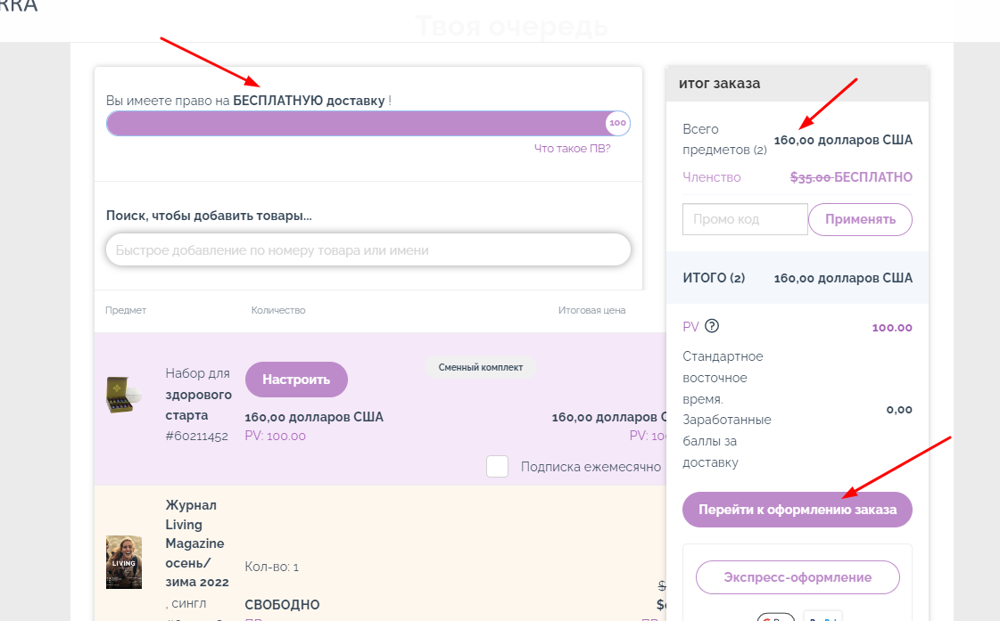 RRA
Твоя очередь
Вы имеете право на БЕСПЛАТНУЮ доставку !
100
Что такое ПВ?
Поиск, чтобы добавить товары...
Быстрое добавление по номеру товара или имени
Предмет
Количество
Итоговая цена
Набор для
здорового
старта
#60211452
Настроить
160,00 долларов США
PV: 100.00
Сменный комплект
160,00 долларов С
PV: 10
Подписка ежемесячно
LIVING
Журнал
Living
Magazine
осень/
зима 2022
, сингл
Кол-во: 1
СВОБОДНО
итог заказа
Всего
предметов (2)
160,00 долларов США
Членство
$35.00 БЕСПЛАТНО
Промо код
Применять
ИТОГО (2)
160,00 долларов США
PV ?
100.00
Стандартное
восточное
время.
Заработанные
баллы за
доставку
0,00
Перейти к оформлению заказа
Экспресс-оформление